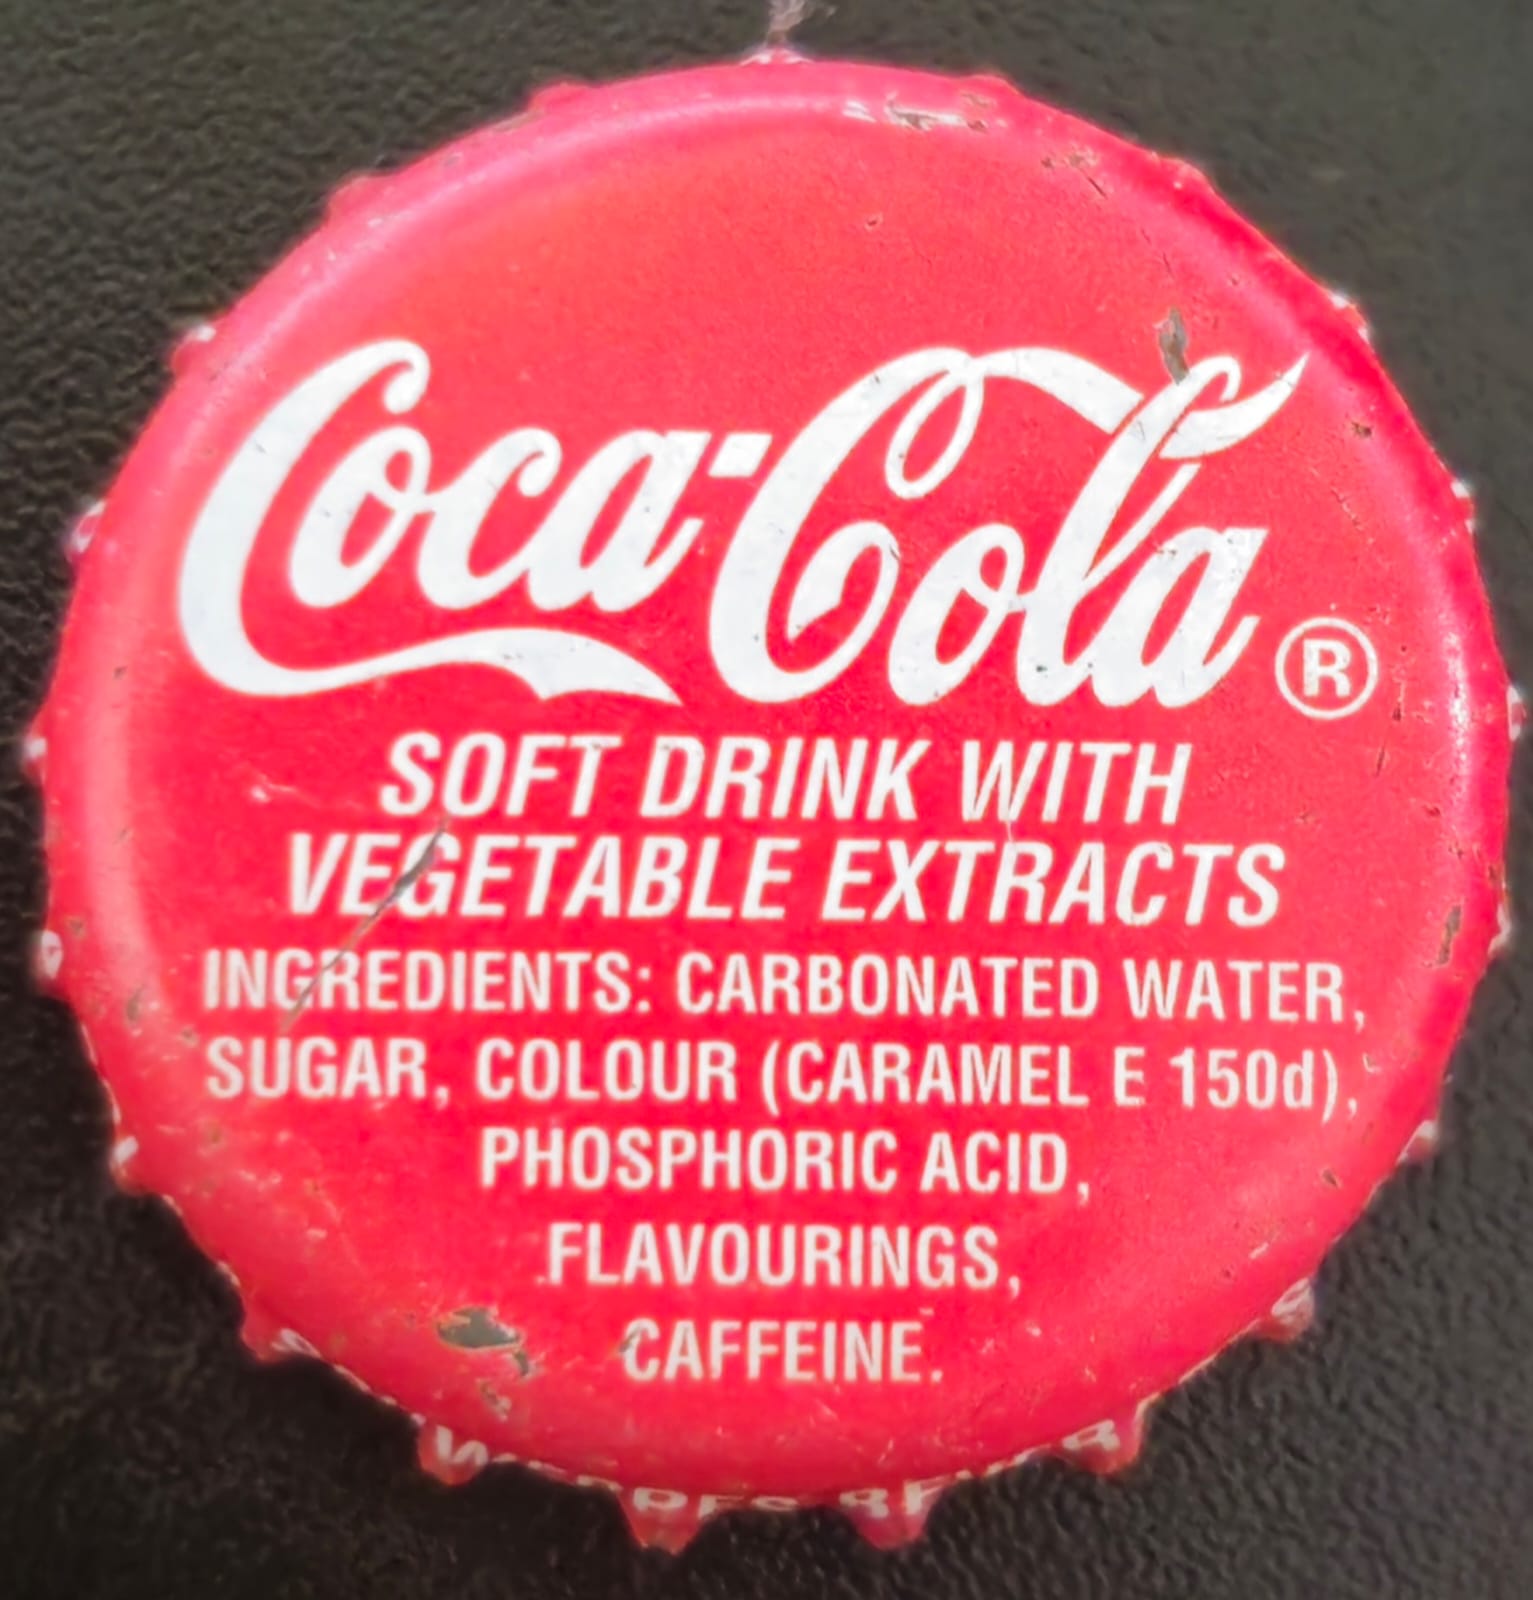 Coca-Cola ®
SOFT DRINK WITH
VEGETABLE EXTRACTS
INGREDIENTS: CARBONATED WATER,
SUGAR, COLOUR (CARAMEL E 150d),
PHOSPHORIC ACID,
FLAVOURINGS,
CAFFEINE.